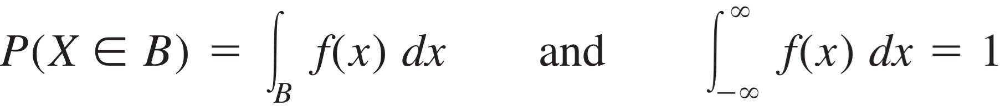 P(X ∈ B) = ∫_B f(x) dx and ∫_{-∞}^{∞} f(x) dx = 1